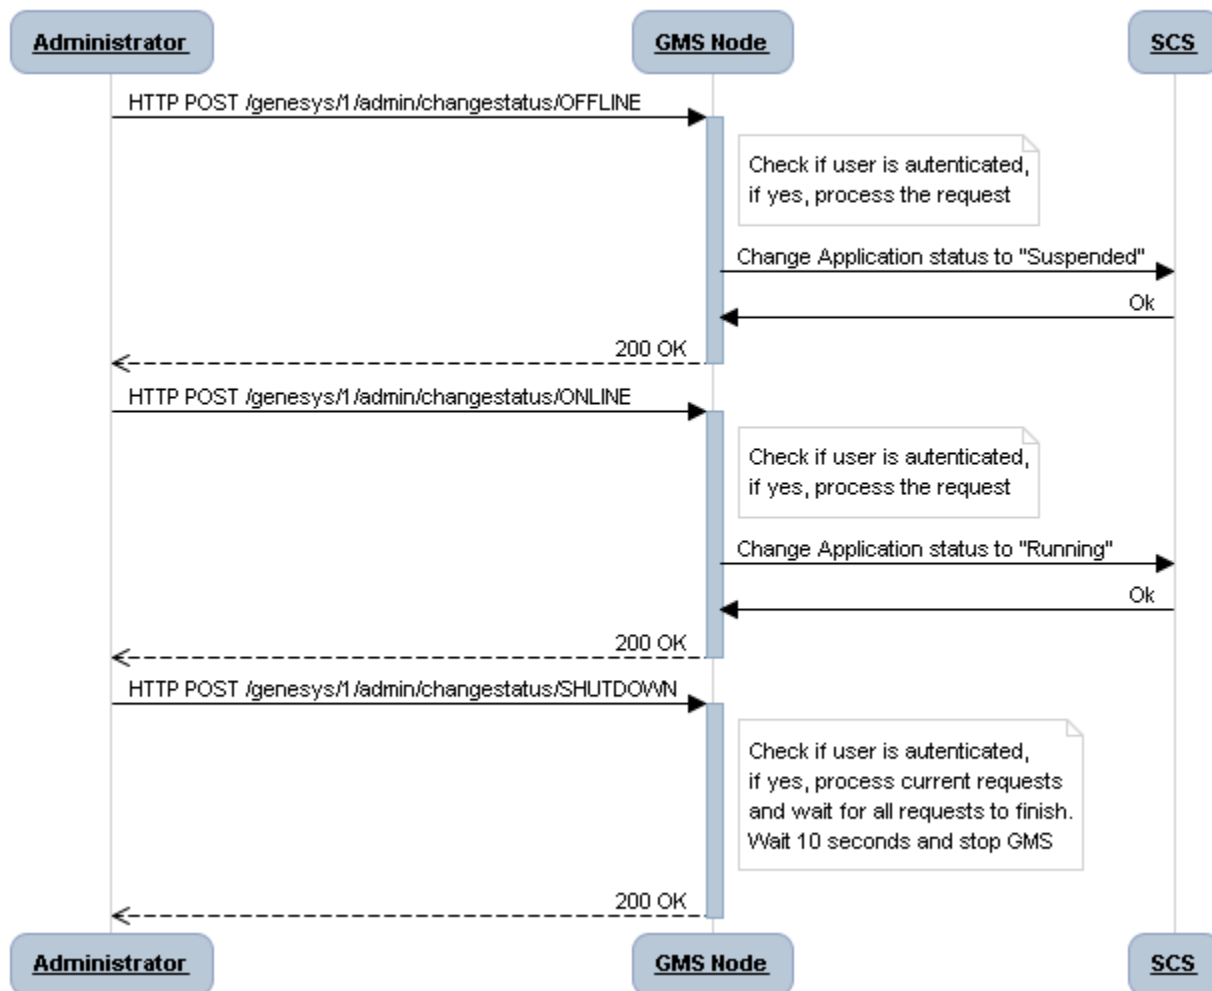 Administrator GMS Node SCS
HTTP POST /genesys/1/admin/changestatus/OFFLINE
Check if user is autenticated,
if yes, process the request
Change Application status to "Suspended"
Ok
200 OK
HTTP POST /genesys/1/admin/changestatus/ONLINE
Check if user is autenticated,
if yes, process the request
Change Application status to "Running"
Ok
200 OK
HTTP POST /genesys/1/admin/changestatus/SHUTDOWN
Check if user is autenticated,
if yes, process current requests
and wait for all requests to finish.
Wait 10 seconds and stop GMS
200 OK
Administrator GMS Node SCS